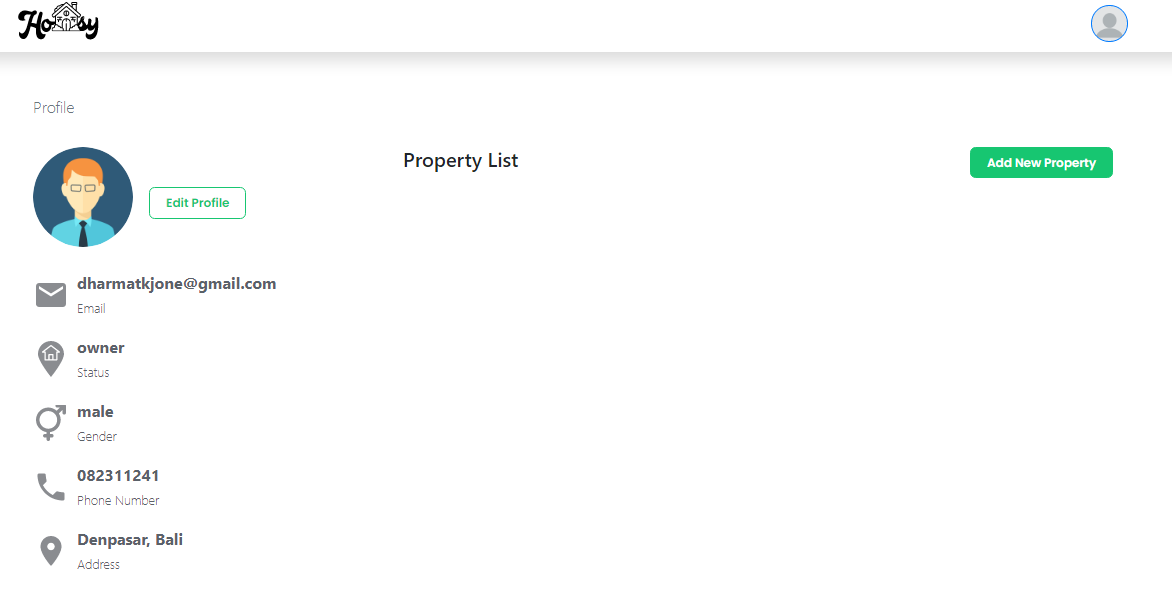 Housy
Profile
Edit Profile
Property List
Add New Property
dharmatkjone@gmail.com
Email
owner
Status
male
Gender
082311241
Phone Number
Denpasar, Bali
Address